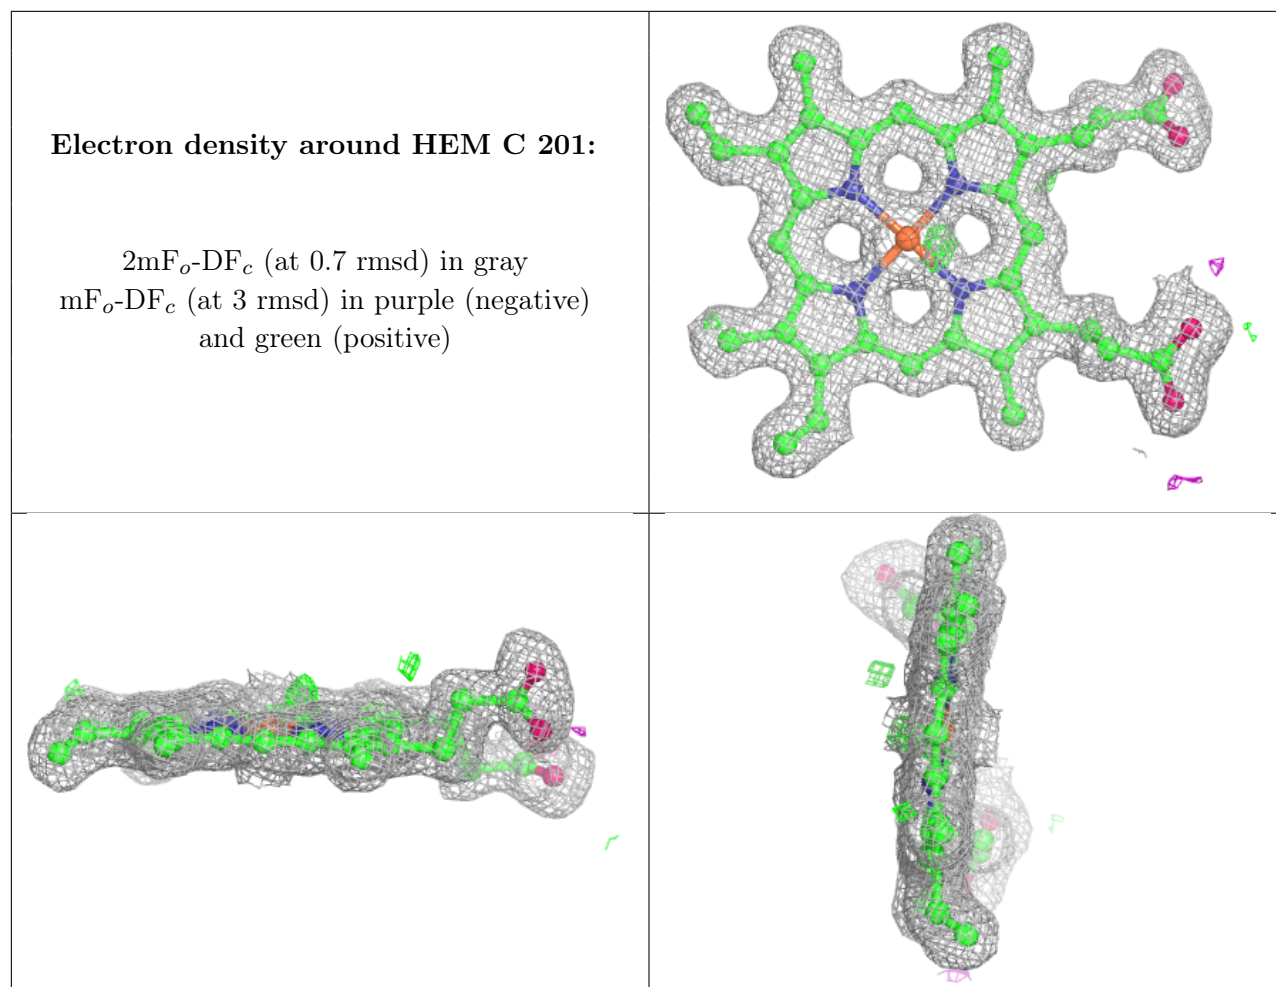 Electron density around HEM C 201:
2mFₒ-DF𝑐 (at 0.7 rmsd) in gray
mFₒ-DF𝑐 (at 3 rmsd) in purple (negative)
and green (positive)